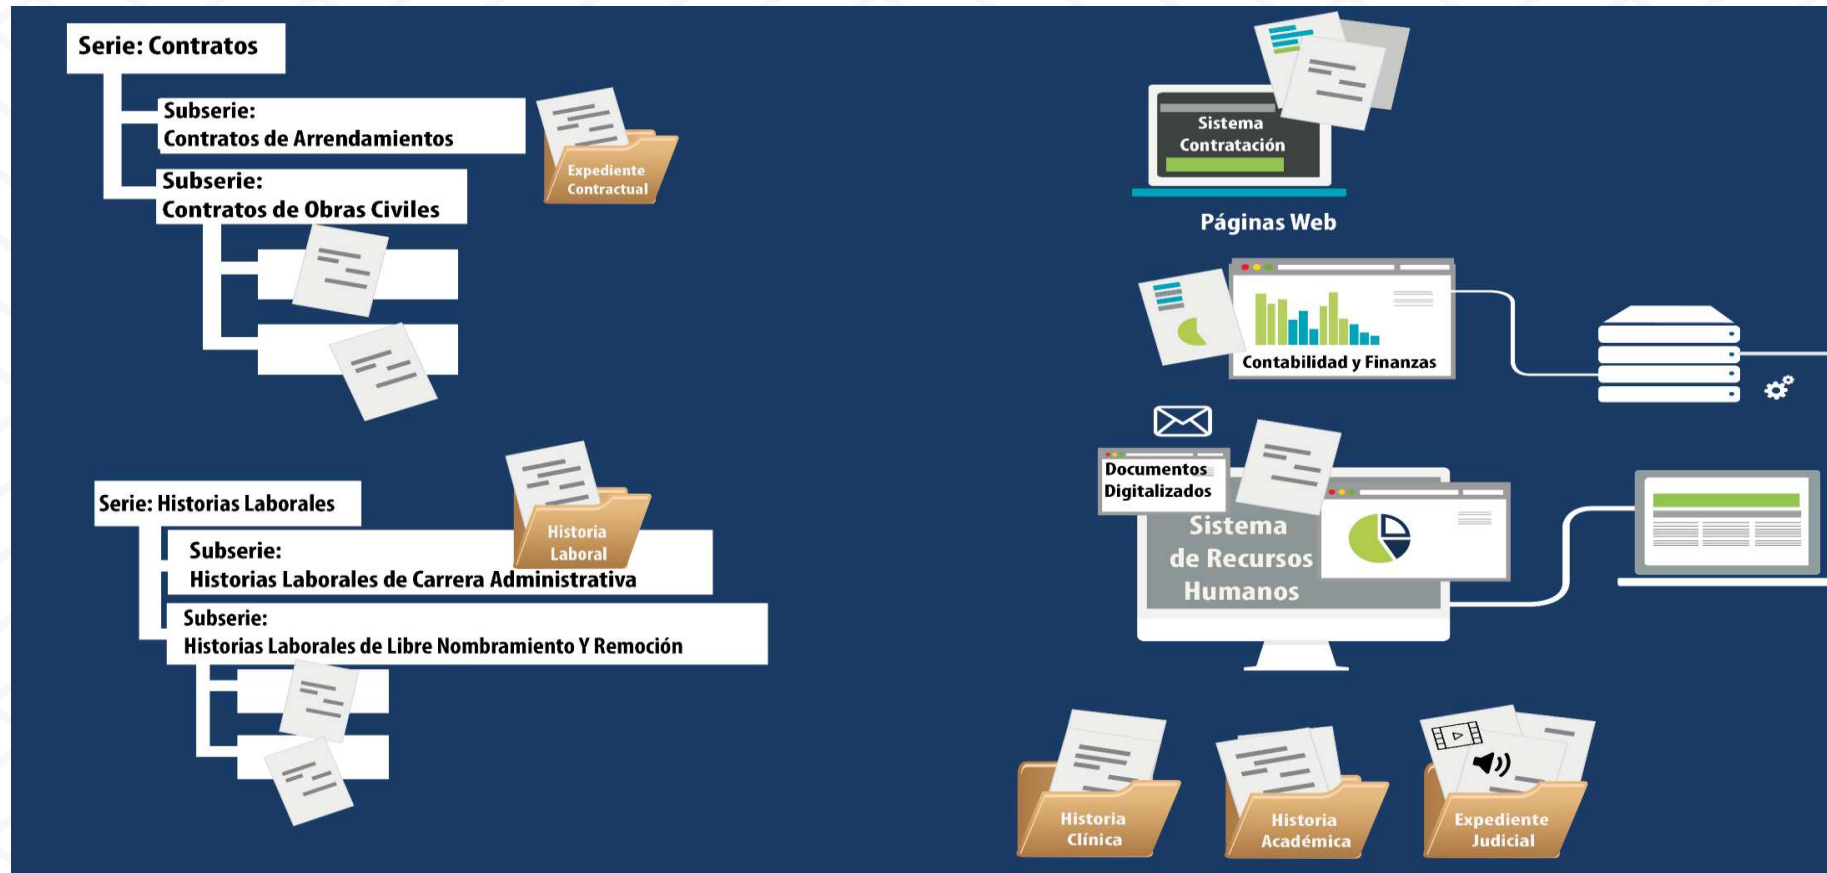 Serie: Contratos
Subserie:
Contratos de Arrendamientos
Expediente
Contractual
Subserie:
Contratos de Obras Civiles
Serie: Historias Laborales
Historia
Laboral
Subserie:
Historias Laborales de Carrera Administrativa
Subserie:
Historias Laborales de Libre Nombramiento Y Remoción
Sistema
Contratación
Páginas Web
Contabilidad y Finanzas
Documentos
Digitalizados
Sistema
de Recursos
Humanos
Historia
Clínica
Historia
Académica
Expediente
Judicial